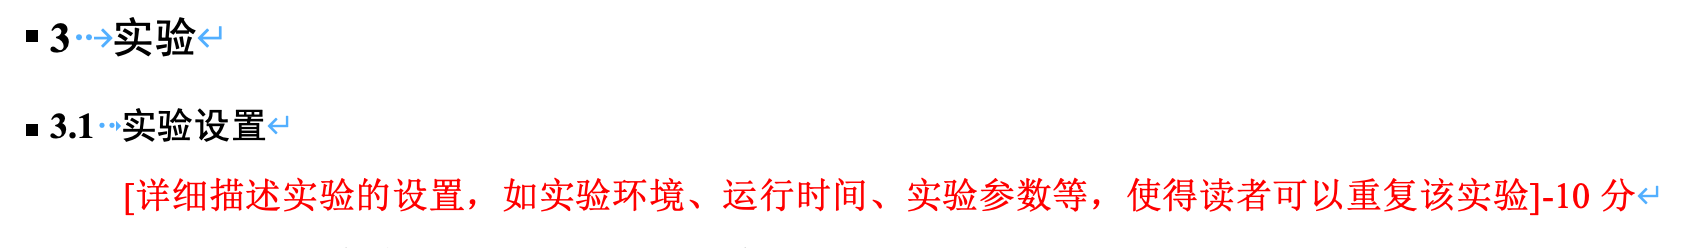 3 实验
3.1 实验设置
[详细描述实验的设置，如实验环境、运行时间、实验参数等，使得读者可以重复该实验]-10 分